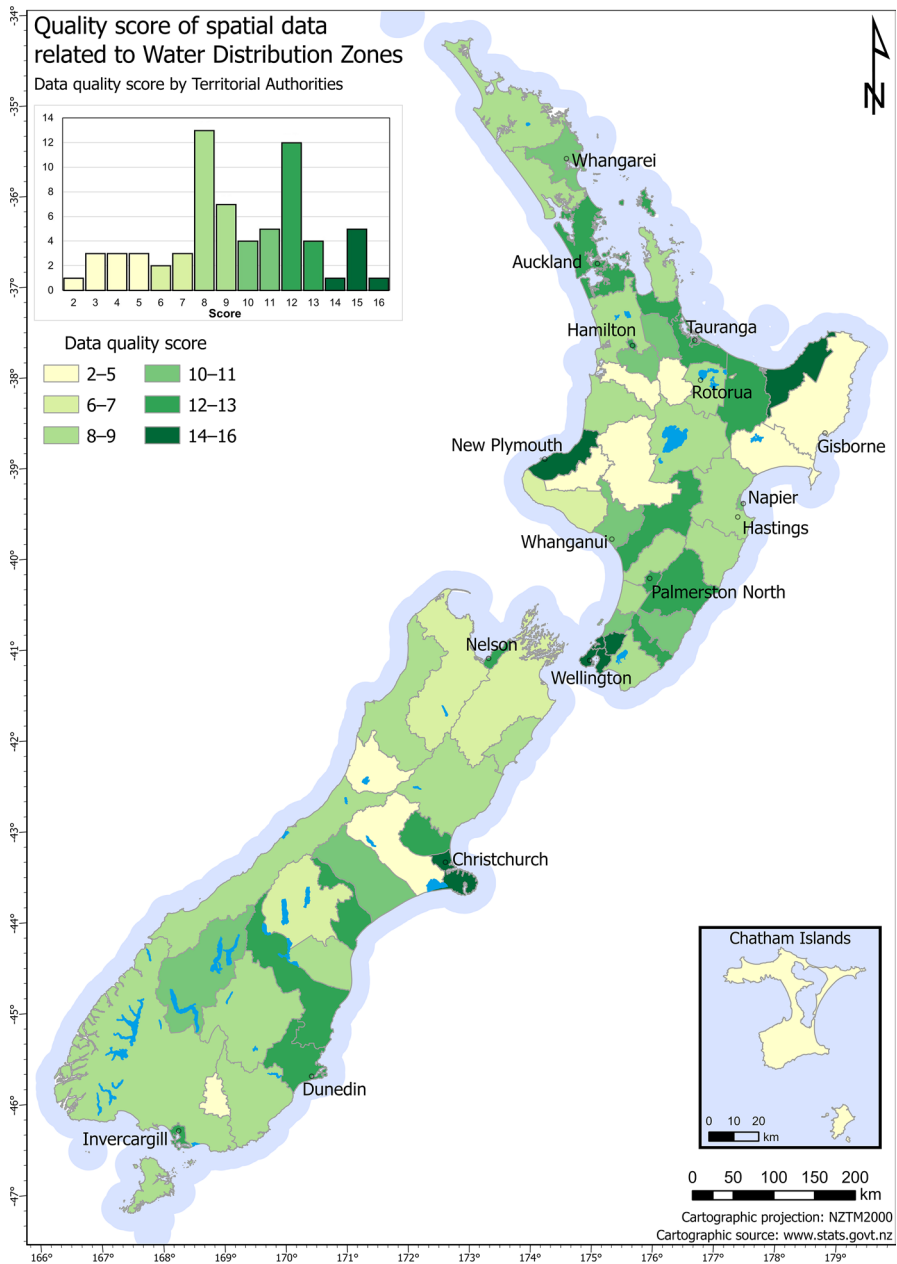 Quality score of spatial data
related to Water Distribution Zones
Data quality score by Territorial Authorities
14
12
10
8
6
4
2
0
2 3 4 5 6 7 8 9 10 11 12 13 14 15 16
Score
Data quality score
2–5 10–11
6–7 12–13
8–9 14–16
N
-34°
-35°
-36°
-37°
-38°
-39°
-40°
-41°
-42°
-43°
-44°
-45°
-46°
-47°
Whangarei
Auckland
Hamilton
Tauranga
Rotorua
New Plymouth
Gisborne
Napier
Hastings
Whanganui
Palmerston North
Nelson
Wellington
Christchurch
Dunedin
Invercargill
Chatham Islands
0 10 20
km
0 50 100 150 200
km
Cartographic projection: NZTM2000
Cartographic source: www.stats.govt.nz
166° 167° 168° 169° 170° 171° 172° 173° 174° 175° 176° 177° 178° 179°